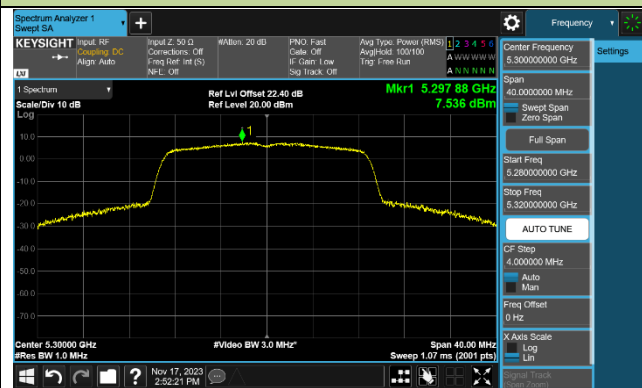 Spectrum Analyzer 1
Swept SA
+
Frequency
KEYSIGHT
Input: RF
Coupling: DC
Align: Auto
Input Z: 50 Ω
Corrections: Off
Freq Ref: Int (S)
NFE: Off
#Atten: 20 dB
PNO: Fast
Gate: Off
IF Gain: Low
Sig Track: Off
Avg Type: Power (RMS)
Avg|Hold: 100/100
Trig: Free Run
1 2 3 4 5 6
A W W W W W
A N N N N N
LXI
1 Spectrum
Scale/Div 10 dB
Log
Ref Lvl Offset 22.40 dB
Ref Level 20.00 dBm
Mkr1 5.297 88 GHz
7.536 dBm
1
10.0
0.00
-10.0
-20.0
-30.0
-40.0
-50.0
-60.0
-70.0
Center 5.30000 GHz
#Res BW 1.0 MHz
#Video BW 3.0 MHz*
Span 40.00 MHz
Sweep 1.07 ms (2001 pts)
Center Frequency
5.300000000 GHz
Settings
Span
40.0000000 MHz
Swept Span
Zero Span
Full Span
Start Freq
5.280000000 GHz
Stop Freq
5.320000000 GHz
AUTO TUNE
CF Step
4.000000 MHz
Auto
Man
Freq Offset
0 Hz
X Axis Scale
Log
Lin
Signal Track
(Span Zoom)
?
Nov 17, 2023
2:52:21 PM